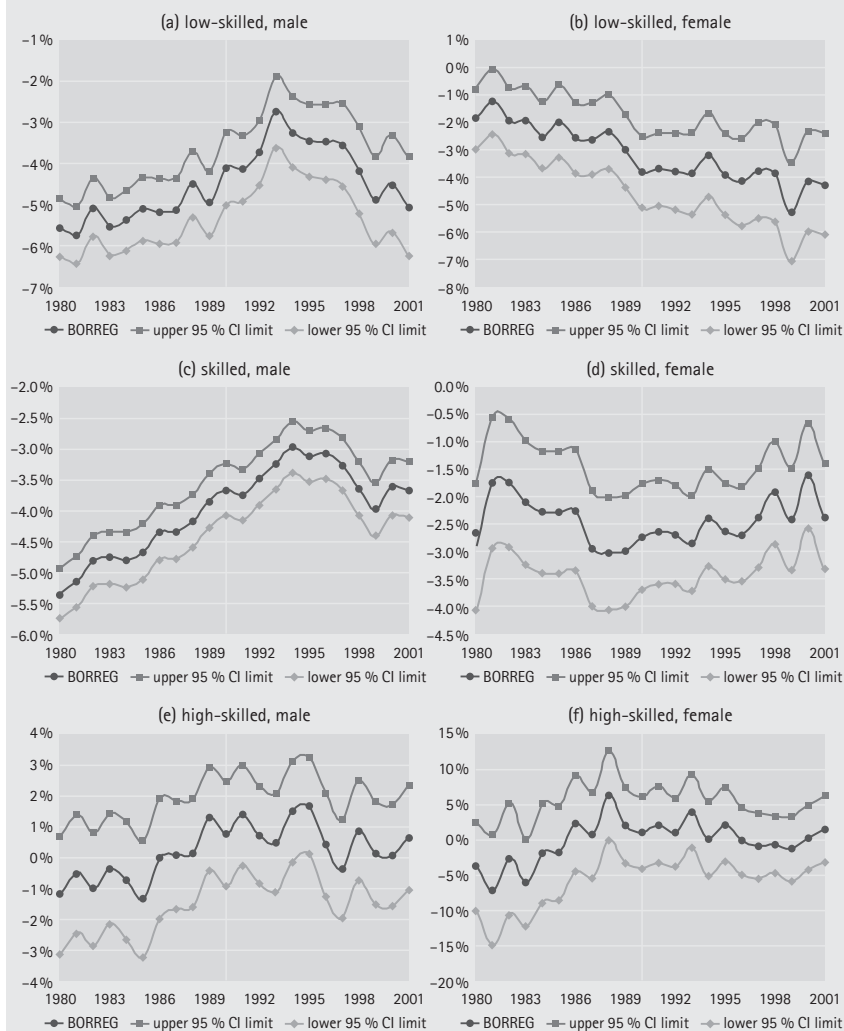 (a) low-skilled, male
−1 %
−2 %
−3 %
−4 %
−5 %
−6 %
−7 %
1980 1983 1986 1989 1992 1995 1998 2001
BORREG upper 95 % CI limit lower 95 % CI limit
(b) low-skilled, female
1 %
0 %
−1 %
−2 %
−3 %
−4 %
−5 %
−6 %
−7 %
−8 %
1980 1983 1986 1989 1992 1995 1998 2001
BORREG upper 95 % CI limit lower 95 % CI limit
(c) skilled, male
−2.0 %
−2.5 %
−3.0 %
−3.5 %
−4.0 %
−4.5 %
−5.0 %
−5.5 %
−6.0 %
1980 1983 1986 1989 1992 1995 1998 2001
BORREG upper 95 % CI limit lower 95 % CI limit
(d) skilled, female
0.0 %
−0.5 %
−1.0 %
−1.5 %
−2.0 %
−2.5 %
−3.0 %
−3.5 %
−4.0 %
−4.5 %
1980 1983 1986 1989 1992 1995 1998 2001
BORREG upper 95 % CI limit lower 95 % CI limit
(e) high-skilled, male
4 %
3 %
2 %
1 %
0 %
−1 %
−2 %
−3 %
−4 %
1980 1983 1986 1989 1992 1995 1998 2001
BORREG upper 95 % CI limit lower 95 % CI limit
(f) high-skilled, female
15 %
10 %
5 %
0 %
−5 %
−10 %
−15 %
−20 %
1980 1983 1986 1989 1992 1995 1998 2001
BORREG upper 95 % CI limit lower 95 % CI limit